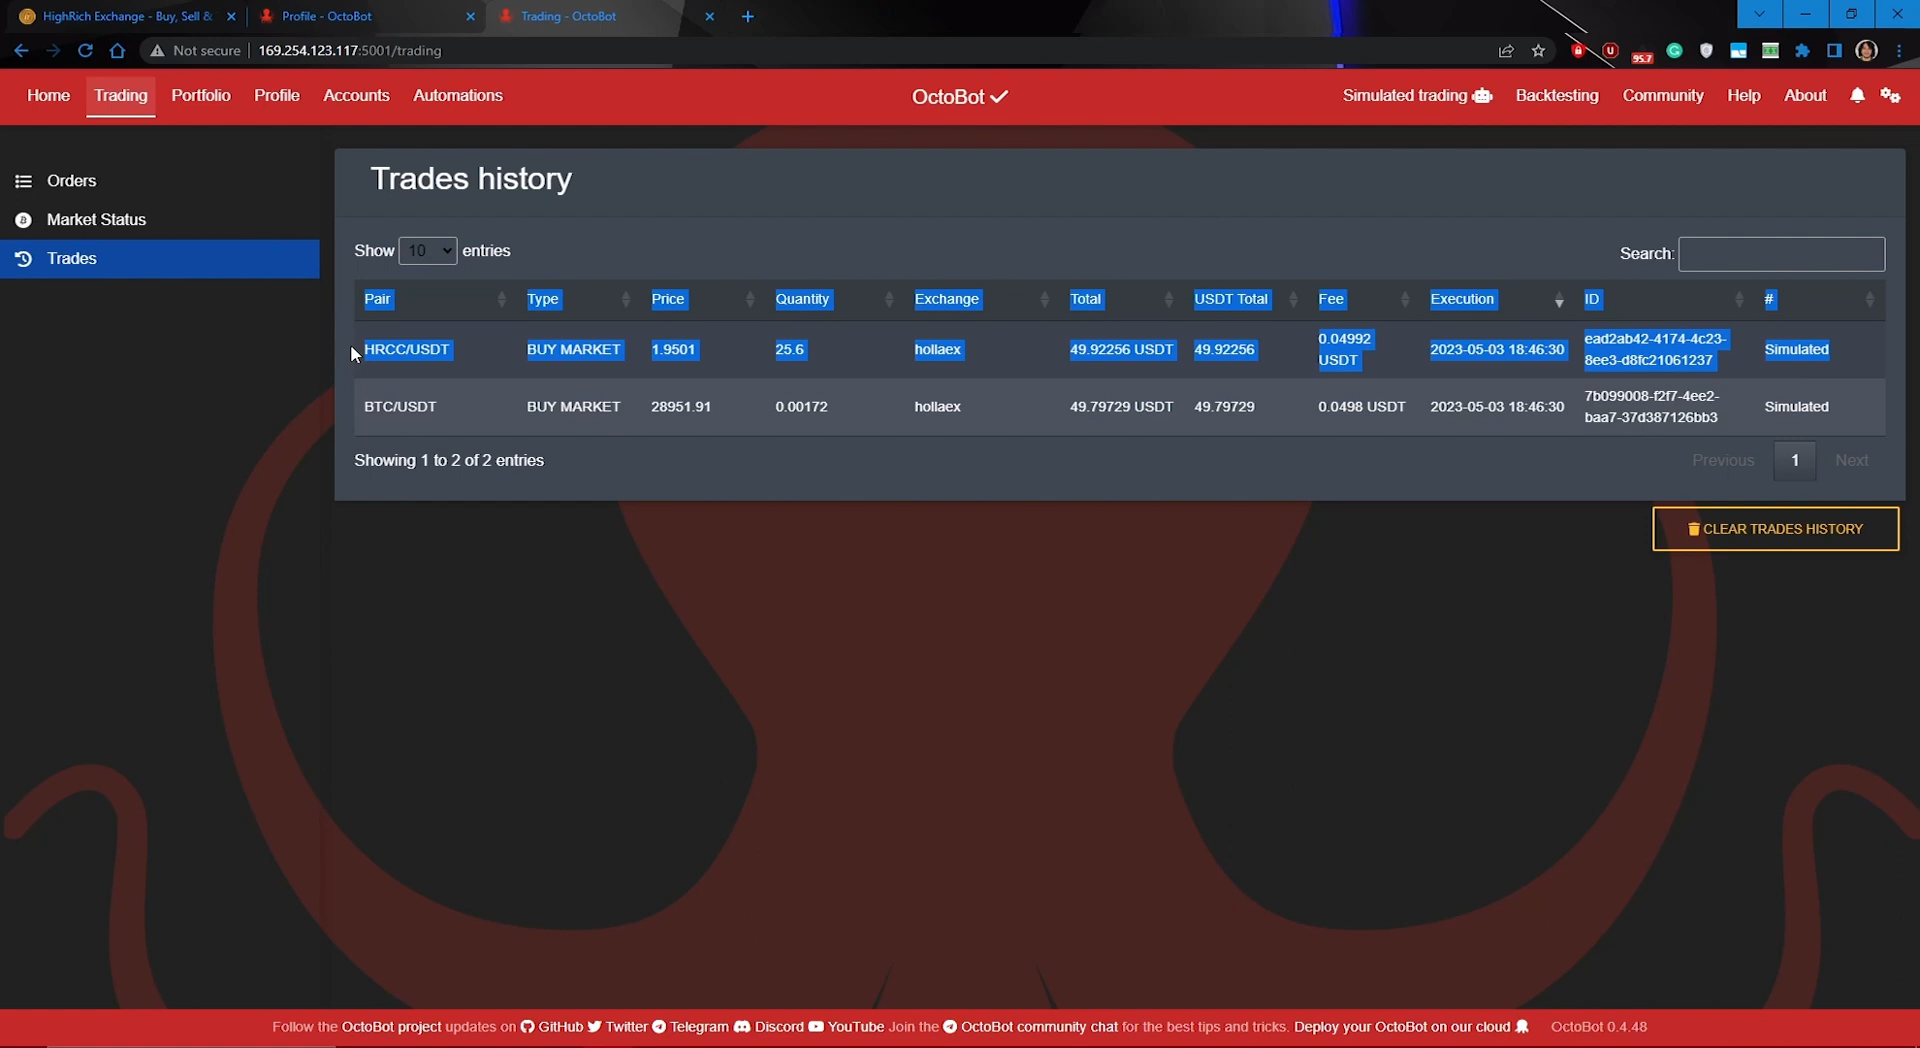 HighRich Exchange - Buy, Sell &
Profile - OctoBot
Trading - OctoBot
Not secure 169.254.123.117:5001/trading
95.7
Home Trading Portfolio Profile Accounts Automations OctoBot Simulated trading Backtesting Community Help About
Orders
Market Status
Trades
Trades history
Show 10 entries Search:
Pair Type Price Quantity Exchange Total USDT Total Fee Execution ID #
HRCC/USDT BUY MARKET 1.9501 25.6 hollaex 49.92256 USDT 49.92256 0.04992 USDT 2023-05-03 18:46:30 ead2ab42-4174-4c23-8ee3-d8fc21061237 Simulated
BTC/USDT BUY MARKET 28951.91 0.00172 hollaex 49.79729 USDT 49.79729 0.0498 USDT 2023-05-03 18:46:30 7b099008-f2f7-4ee2-baa7-37d387126bb3 Simulated
Showing 1 to 2 of 2 entries Previous 1 Next
CLEAR TRADES HISTORY
Follow the OctoBot project updates on GitHub Twitter Telegram Discord YouTube Join the OctoBot community chat for the best tips and tricks. Deploy your OctoBot on our cloud OctoBot 0.4.48